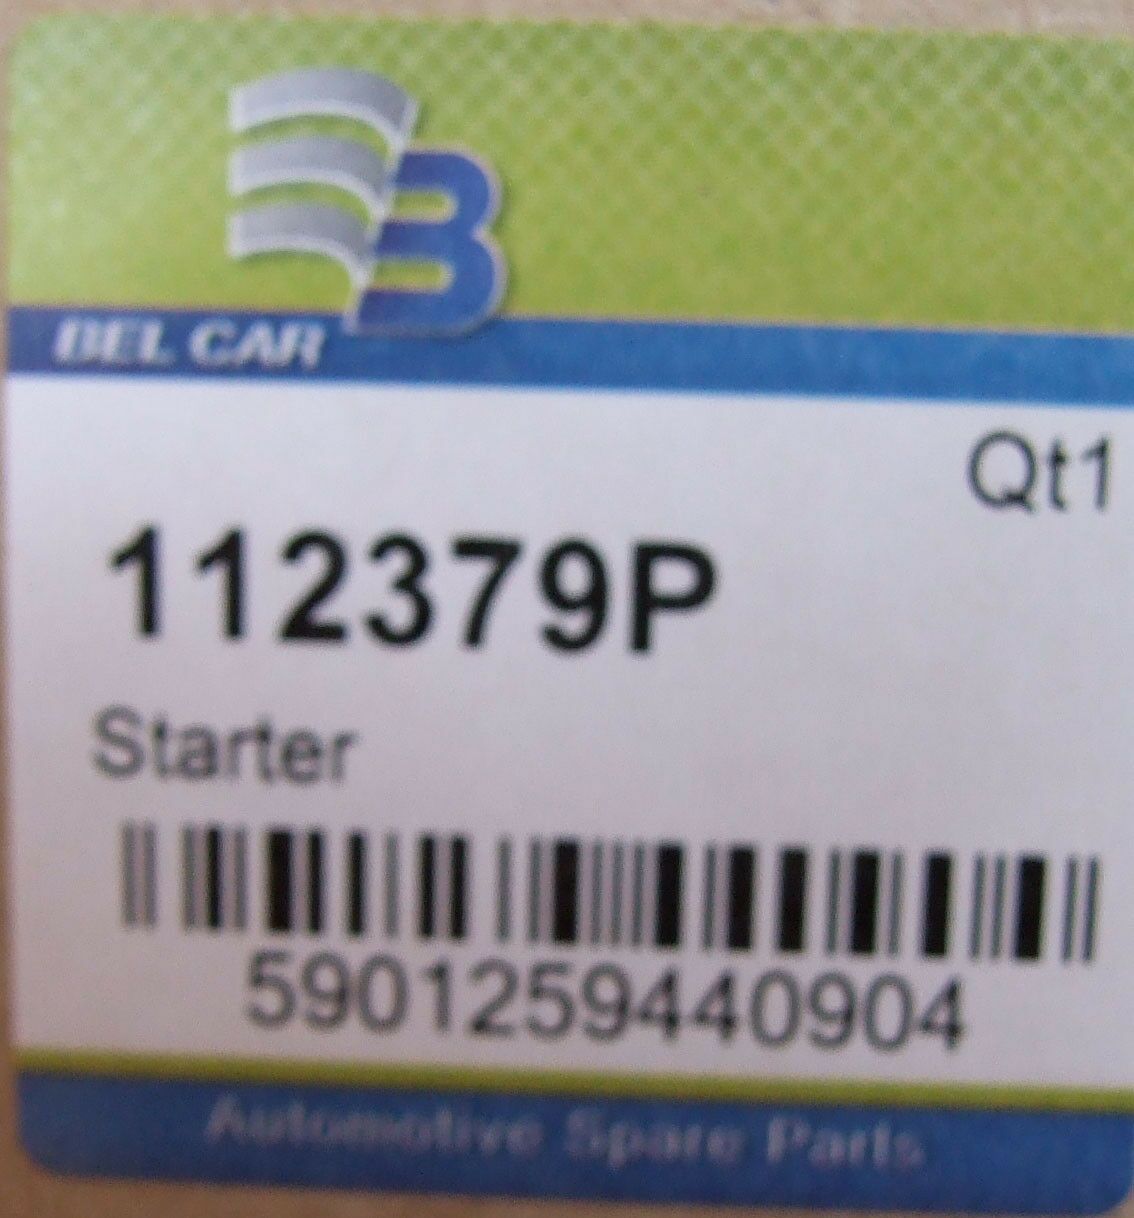 B
BEL CAR
Qt1
112379P
Starter
5901259440904
Automotive Spare Parts